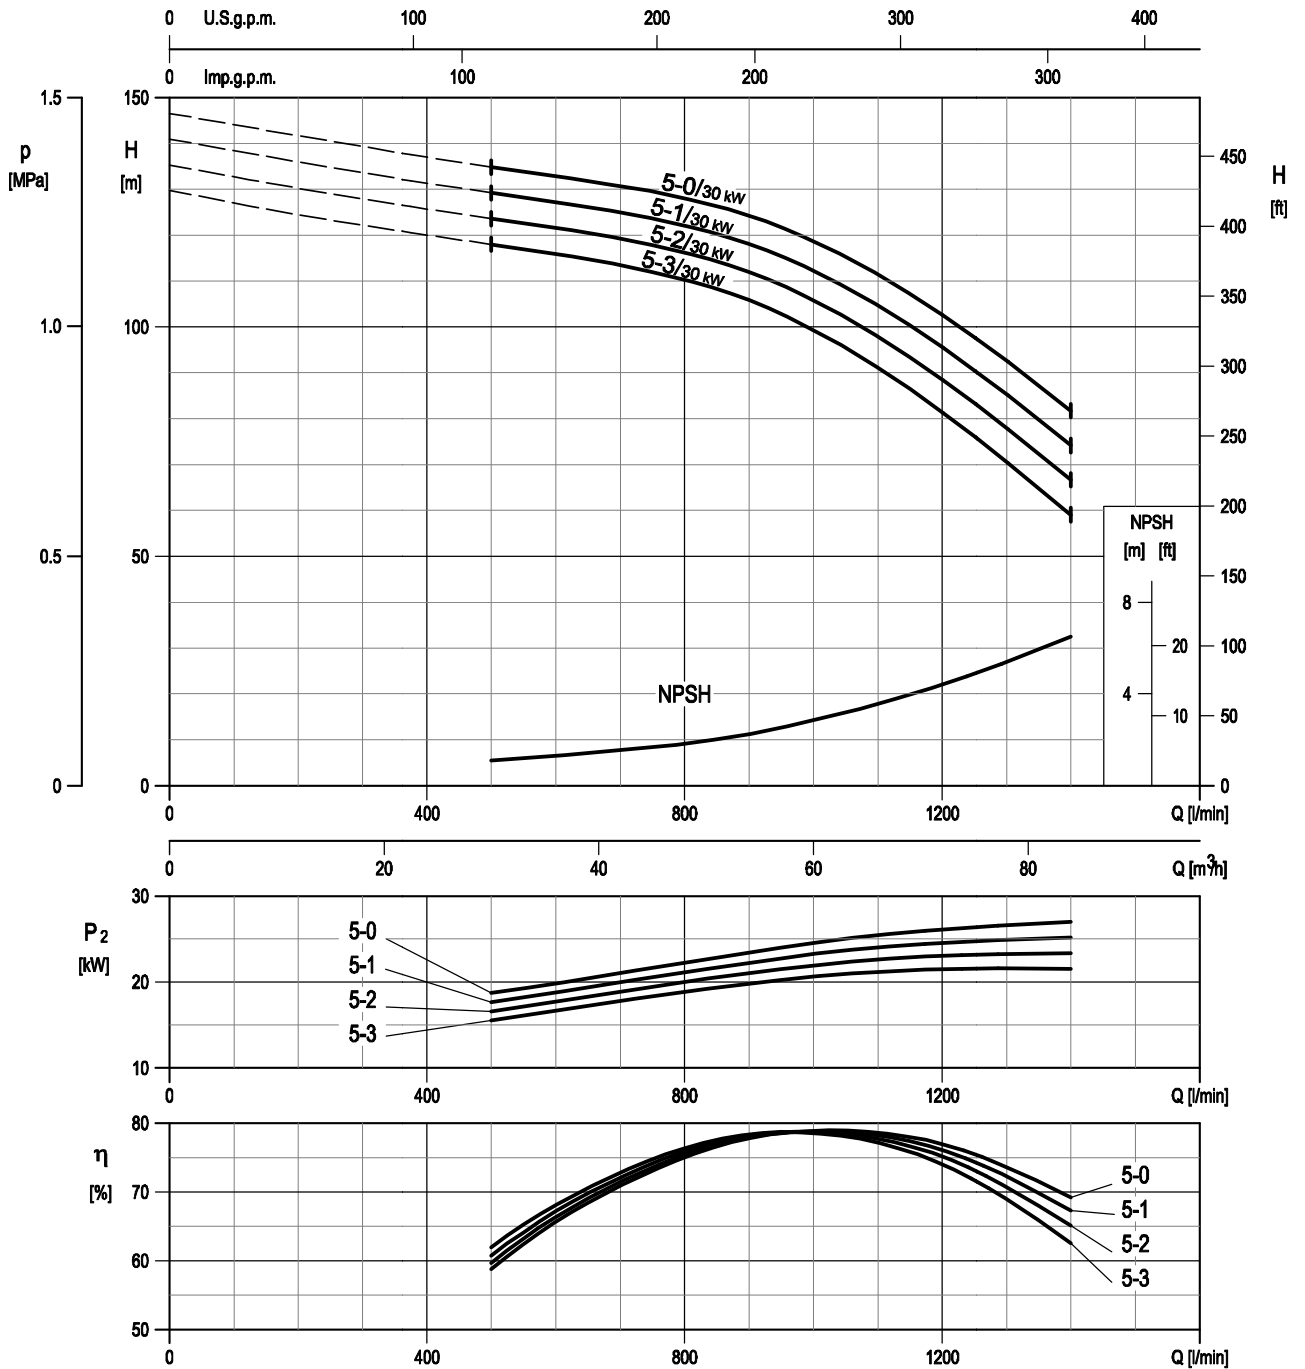 0 U.S.g.p.m. 100 200 300 400
0 Imp.g.p.m. 100 200 300
1.5 150
p H 450 H
[MPa] [m] [ft]
5-0/30 kW
5-1/30 kW
400
5-2/30 kW
5-3/30 kW
350
1.0 100
300
250
200
NPSH
[m] [ft]
0.5 50
150
8
20 100
NPSH 4
10 50
0 0 0
0 400 800 1200 Q [l/min]
0 20 40 60 80 Q [m³/h]
30
P2 5-0
[kW] 5-1
20
5-2
5-3
10
0 400 800 1200 Q [l/min]
80
η
5-0
[%] 70
5-1
5-2
60
5-3
50
0 400 800 1200 Q [l/min]